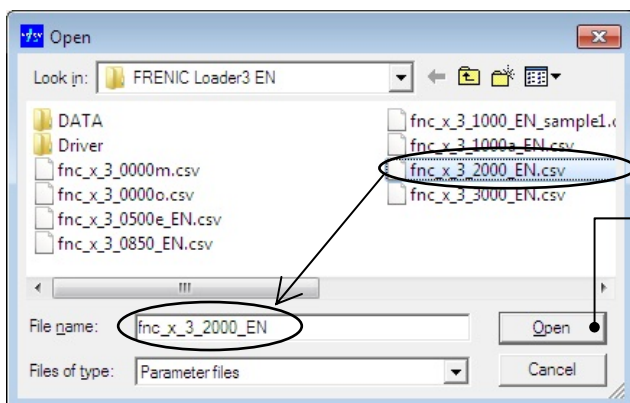 Open
Look in: FRENIC Loader3 EN
DATA
Driver
fnc_x_3_0000m.csv
fnc_x_3_0000o.csv
fnc_x_3_0500e_EN.csv
fnc_x_3_0850_EN.csv
fnc_x_3_1000_EN_sample1.c
fnc_x_3_1000a_EN.csv
fnc_x_3_2000_EN.csv
fnc_x_3_3000_EN.csv
File name: fnc_x_3_2000_EN Open
Files of type: Parameter files Cancel